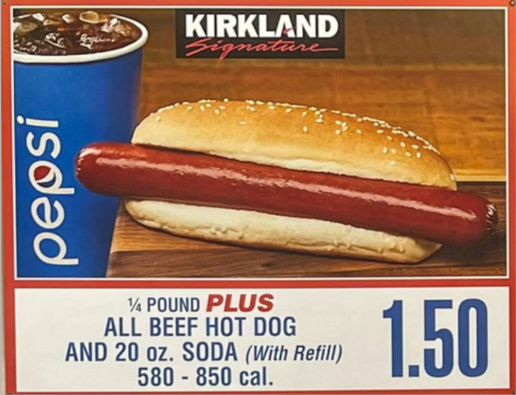 KIRKLAND
Signature
pepsi
¼ POUND PLUS
ALL BEEF HOT DOG
AND 20 oz. SODA (With Refill)
580 - 850 cal.
1.50